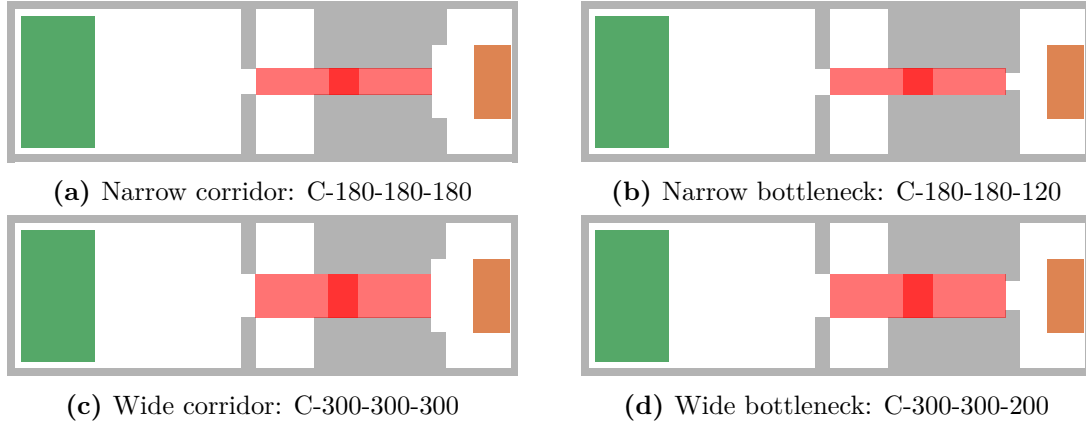 (a) Narrow corridor: C-180-180-180
(b) Narrow bottleneck: C-180-180-120
(c) Wide corridor: C-300-300-300
(d) Wide bottleneck: C-300-300-200